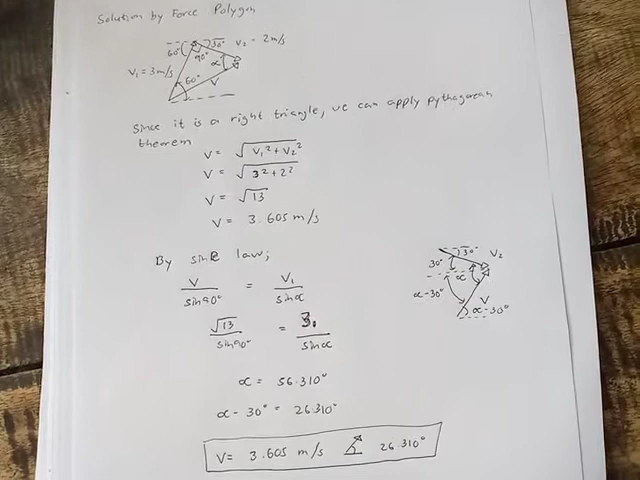 Solution by Force Polygn
60° 30° V₂ = 2m/s
90°
α
V₁ = 3m/s 60° V
Since it is a right triangle, we can apply pythagorean
theorem
V = √V₁² + V₂²
V = √3² + 2²
V = √13
V = 3.605 m/s
By sine law;
V / sin90° = V₁ / sinα
√13 / sin90° = 3. / sinα
α = 56.310°
α - 30° = 26.310°
V = 3.605 m/s 26.310°
30° V₂
30°
α
α - 30° V
α - 30°